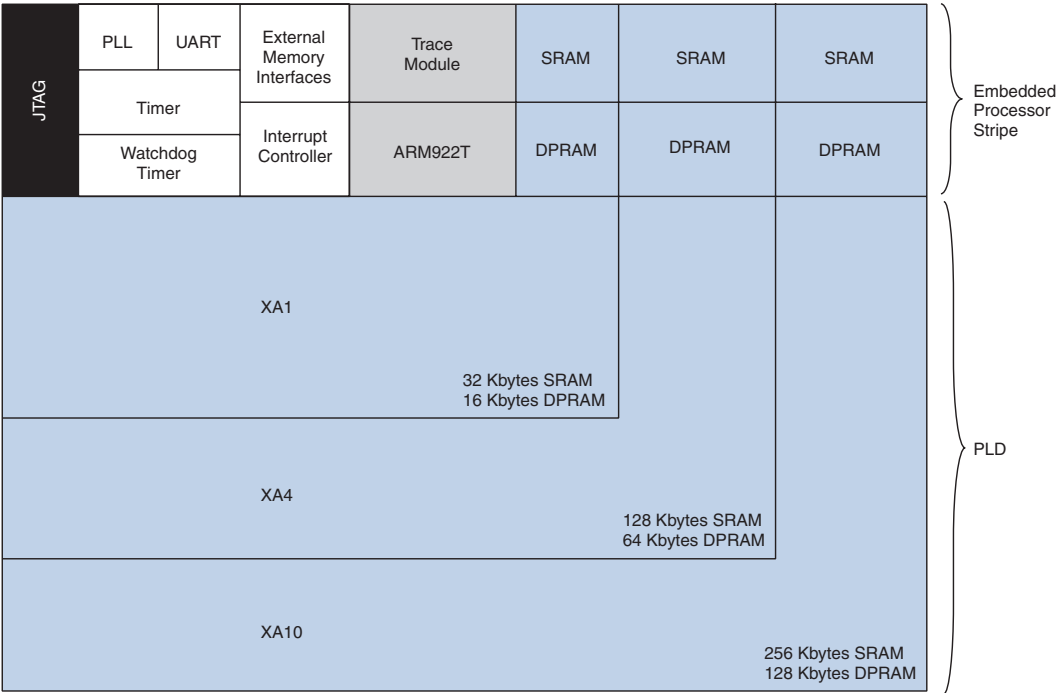 JTAG
PLL
UART
External
Memory
Interfaces
Trace
Module
SRAM
SRAM
SRAM
Embedded
Processor
Stripe
Timer
Watchdog
Timer
Interrupt
Controller
ARM922T
DPRAM
DPRAM
DPRAM
XA1
32 Kbytes SRAM
16 Kbytes DPRAM
PLD
XA4
128 Kbytes SRAM
64 Kbytes DPRAM
XA10
256 Kbytes SRAM
128 Kbytes DPRAM